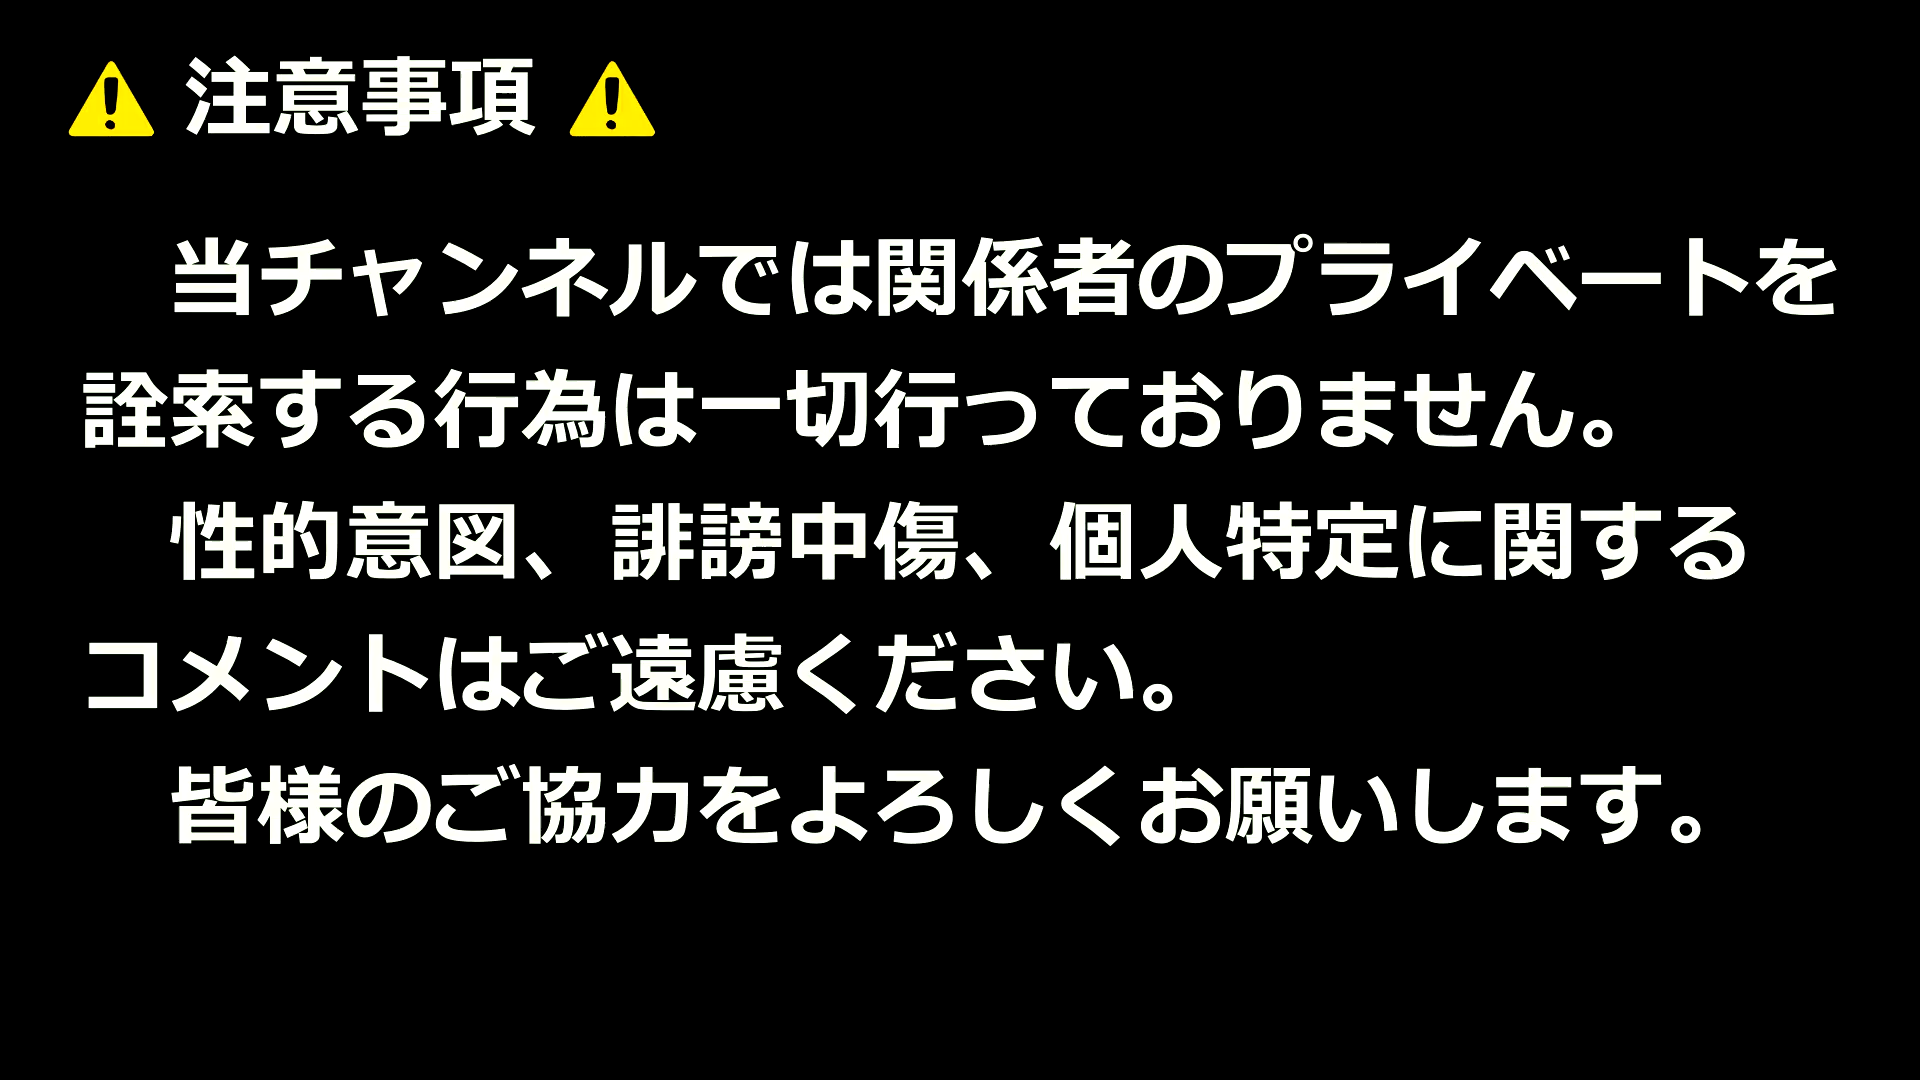 ⚠ 注意事項 ⚠
当チャンネルでは関係者のプライベートを
詮索する行為は一切行っておりません。
性的意図、誹謗中傷、個人特定に関する
コメントはご遠慮ください。
皆様のご協力をよろしくお願いします。